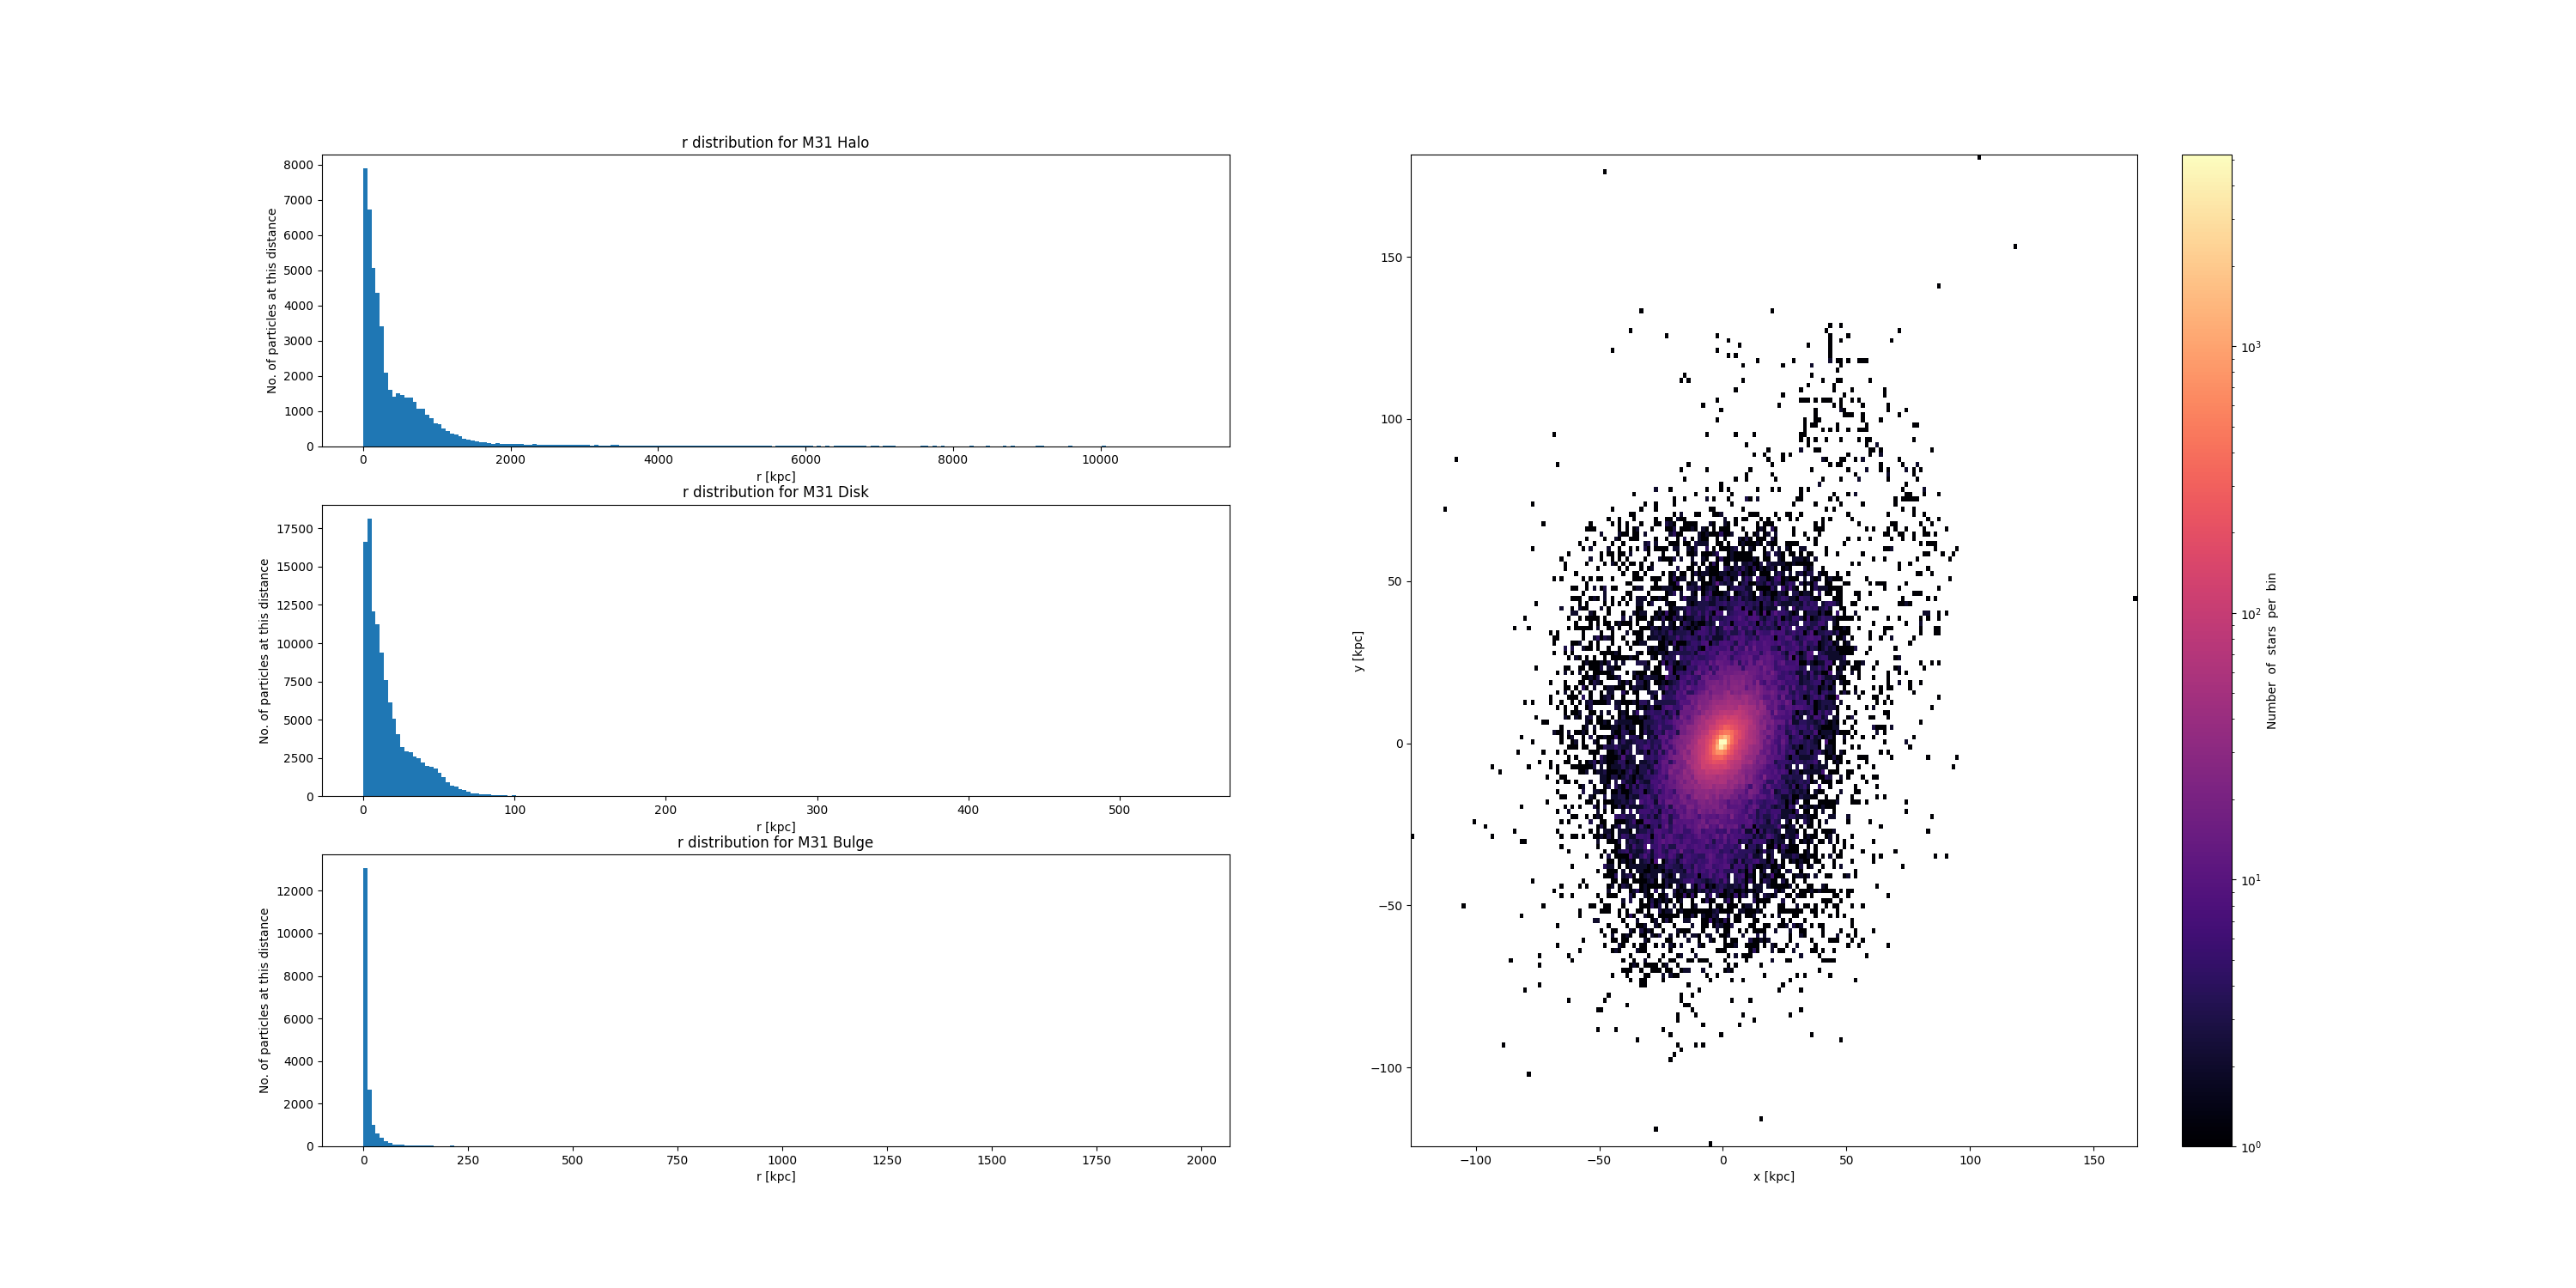 r distribution for M31 Halo
No. of particles at this distance
8000
7000
6000
5000
4000
3000
2000
1000
0
0 2000 4000 6000 8000 10000
r [kpc]
r distribution for M31 Disk
No. of particles at this distance
17500
15000
12500
10000
7500
5000
2500
0
0 100 200 300 400 500
r [kpc]
r distribution for M31 Bulge
No. of particles at this distance
12000
10000
8000
6000
4000
2000
0
0 250 500 750 1000 1250 1500 1750 2000
r [kpc]
y [kpc]
150
100
50
0
−50
−100
−100 −50 0 50 100 150
x [kpc]
10³
10²
10¹
10⁰
Number of stars per bin